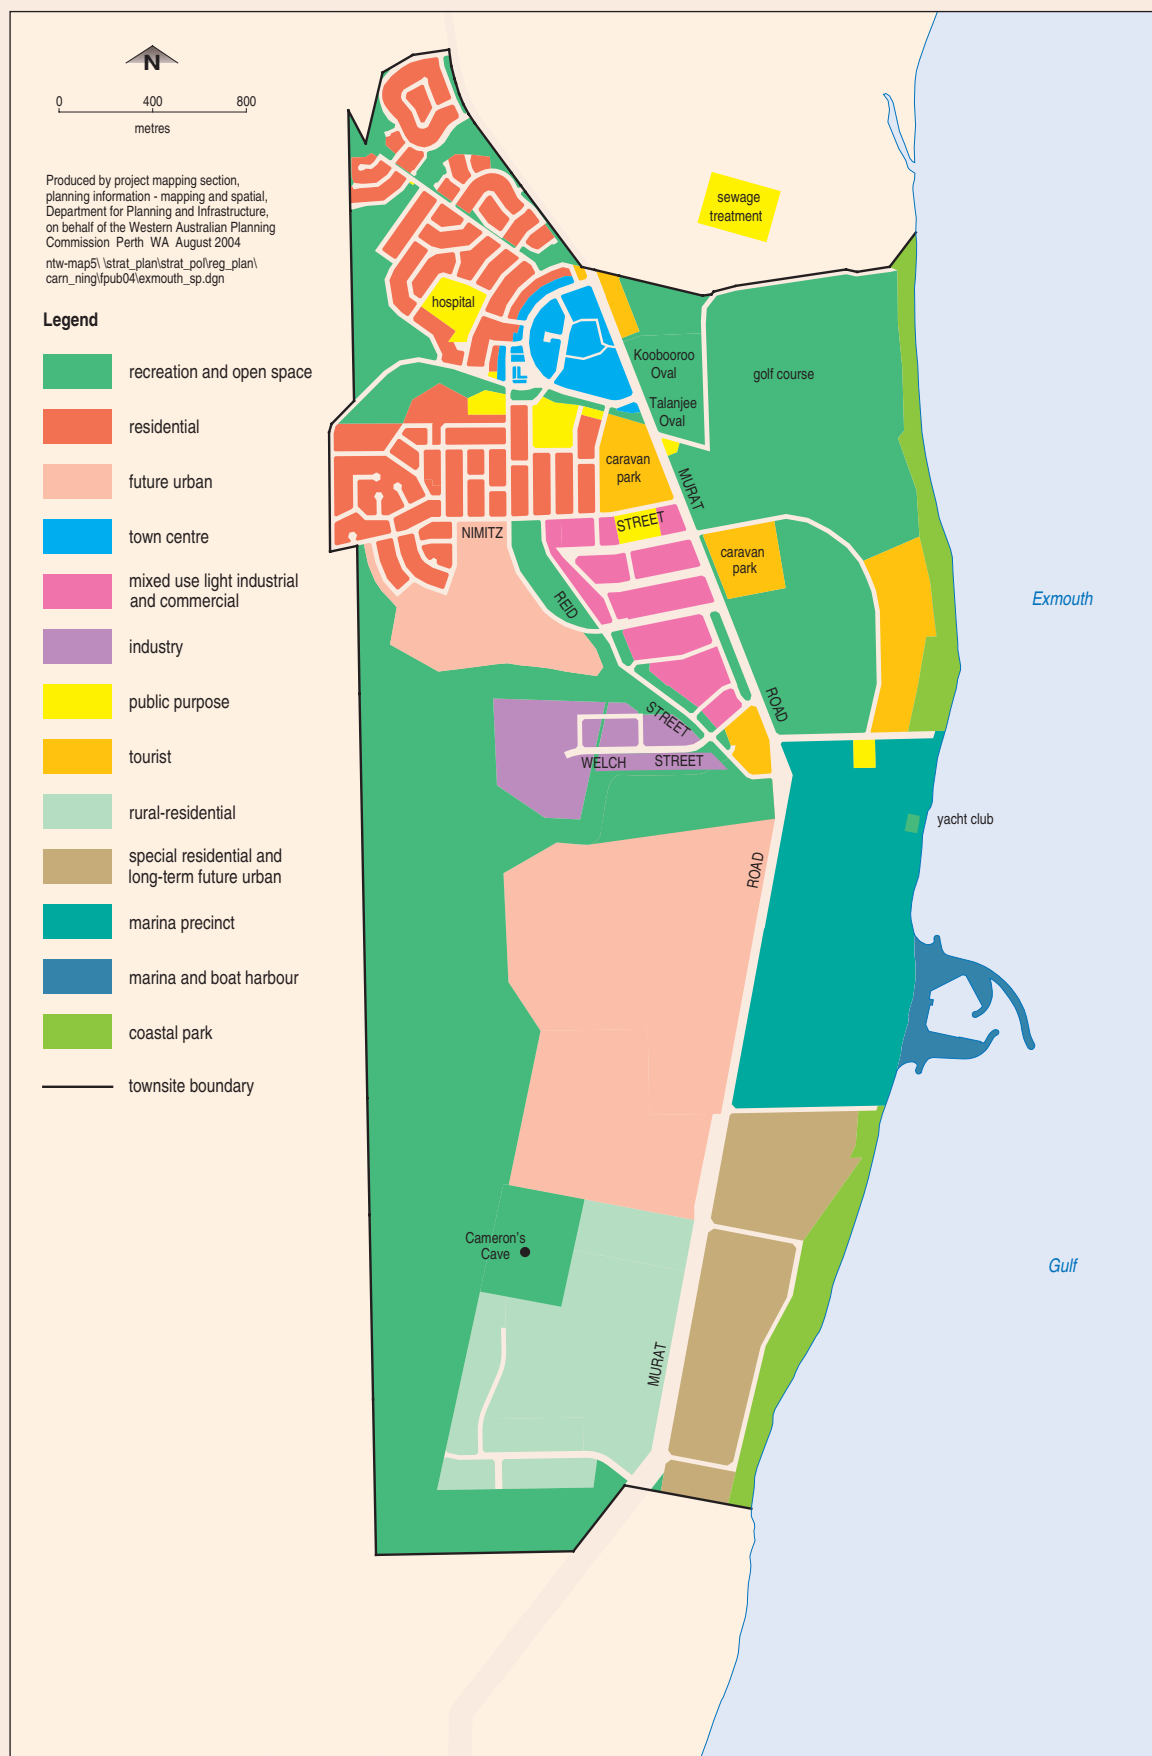 N
0 400 800
metres
Produced by project mapping section,
planning information - mapping and spatial,
Department for Planning and Infrastructure,
on behalf of the Western Australian Planning
Commission Perth WA August 2004
ntw-map5\ \strat_plan\strat_pol\reg_plan\
carn_ning\fpub04\exmouth_sp.dgn
Legend
recreation and open space
residential
future urban
town centre
mixed use light industrial
and commercial
industry
public purpose
tourist
rural-residential
special residential and
long-term future urban
marina precinct
marina and boat harbour
coastal park
townsite boundary
sewage
treatment
hospital
Koobooroo
Oval
golf course
Talanjee
Oval
caravan
park
MURAT
STREET
NIMITZ
caravan
park
REID
Exmouth
ROAD
STREET
WELCH STREET
yacht club
ROAD
Cameron's
Cave
Gulf
MURAT